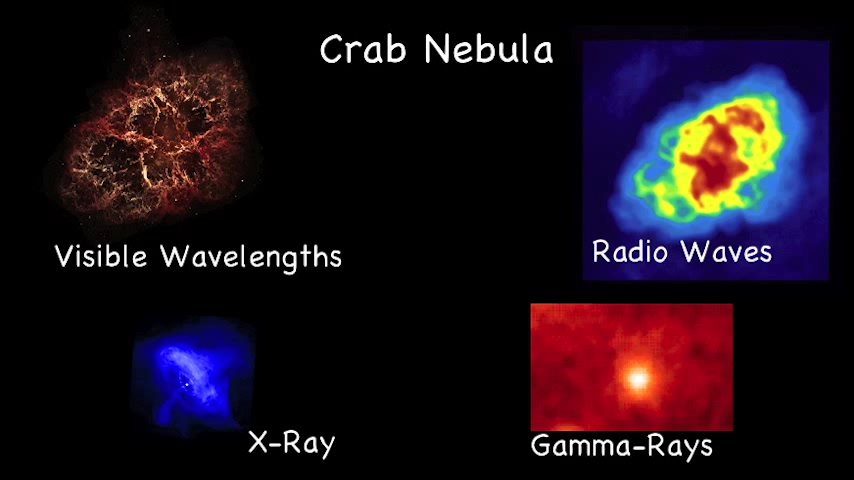 Crab Nebula
Visible Wavelengths
Radio Waves
X-Ray
Gamma-Rays